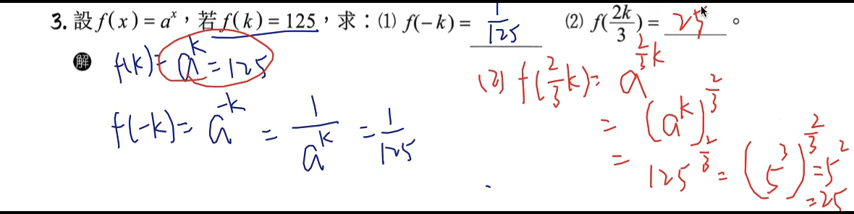 3. 設 f(x) = aˣ，若 f(k) = 125，求：(1) f(−k) = 1/125 (2) f(2k/3) = 25 。
解 f(k) = a^k = 125
f(−k) = a^(−k) = 1/a^k = 1/125
(2) f(2/3 k) = a^(2/3 k)
= (a^k)^(2/3)
= 125^(2/3) = (5^3)^(2/3) = 5^2
= 25